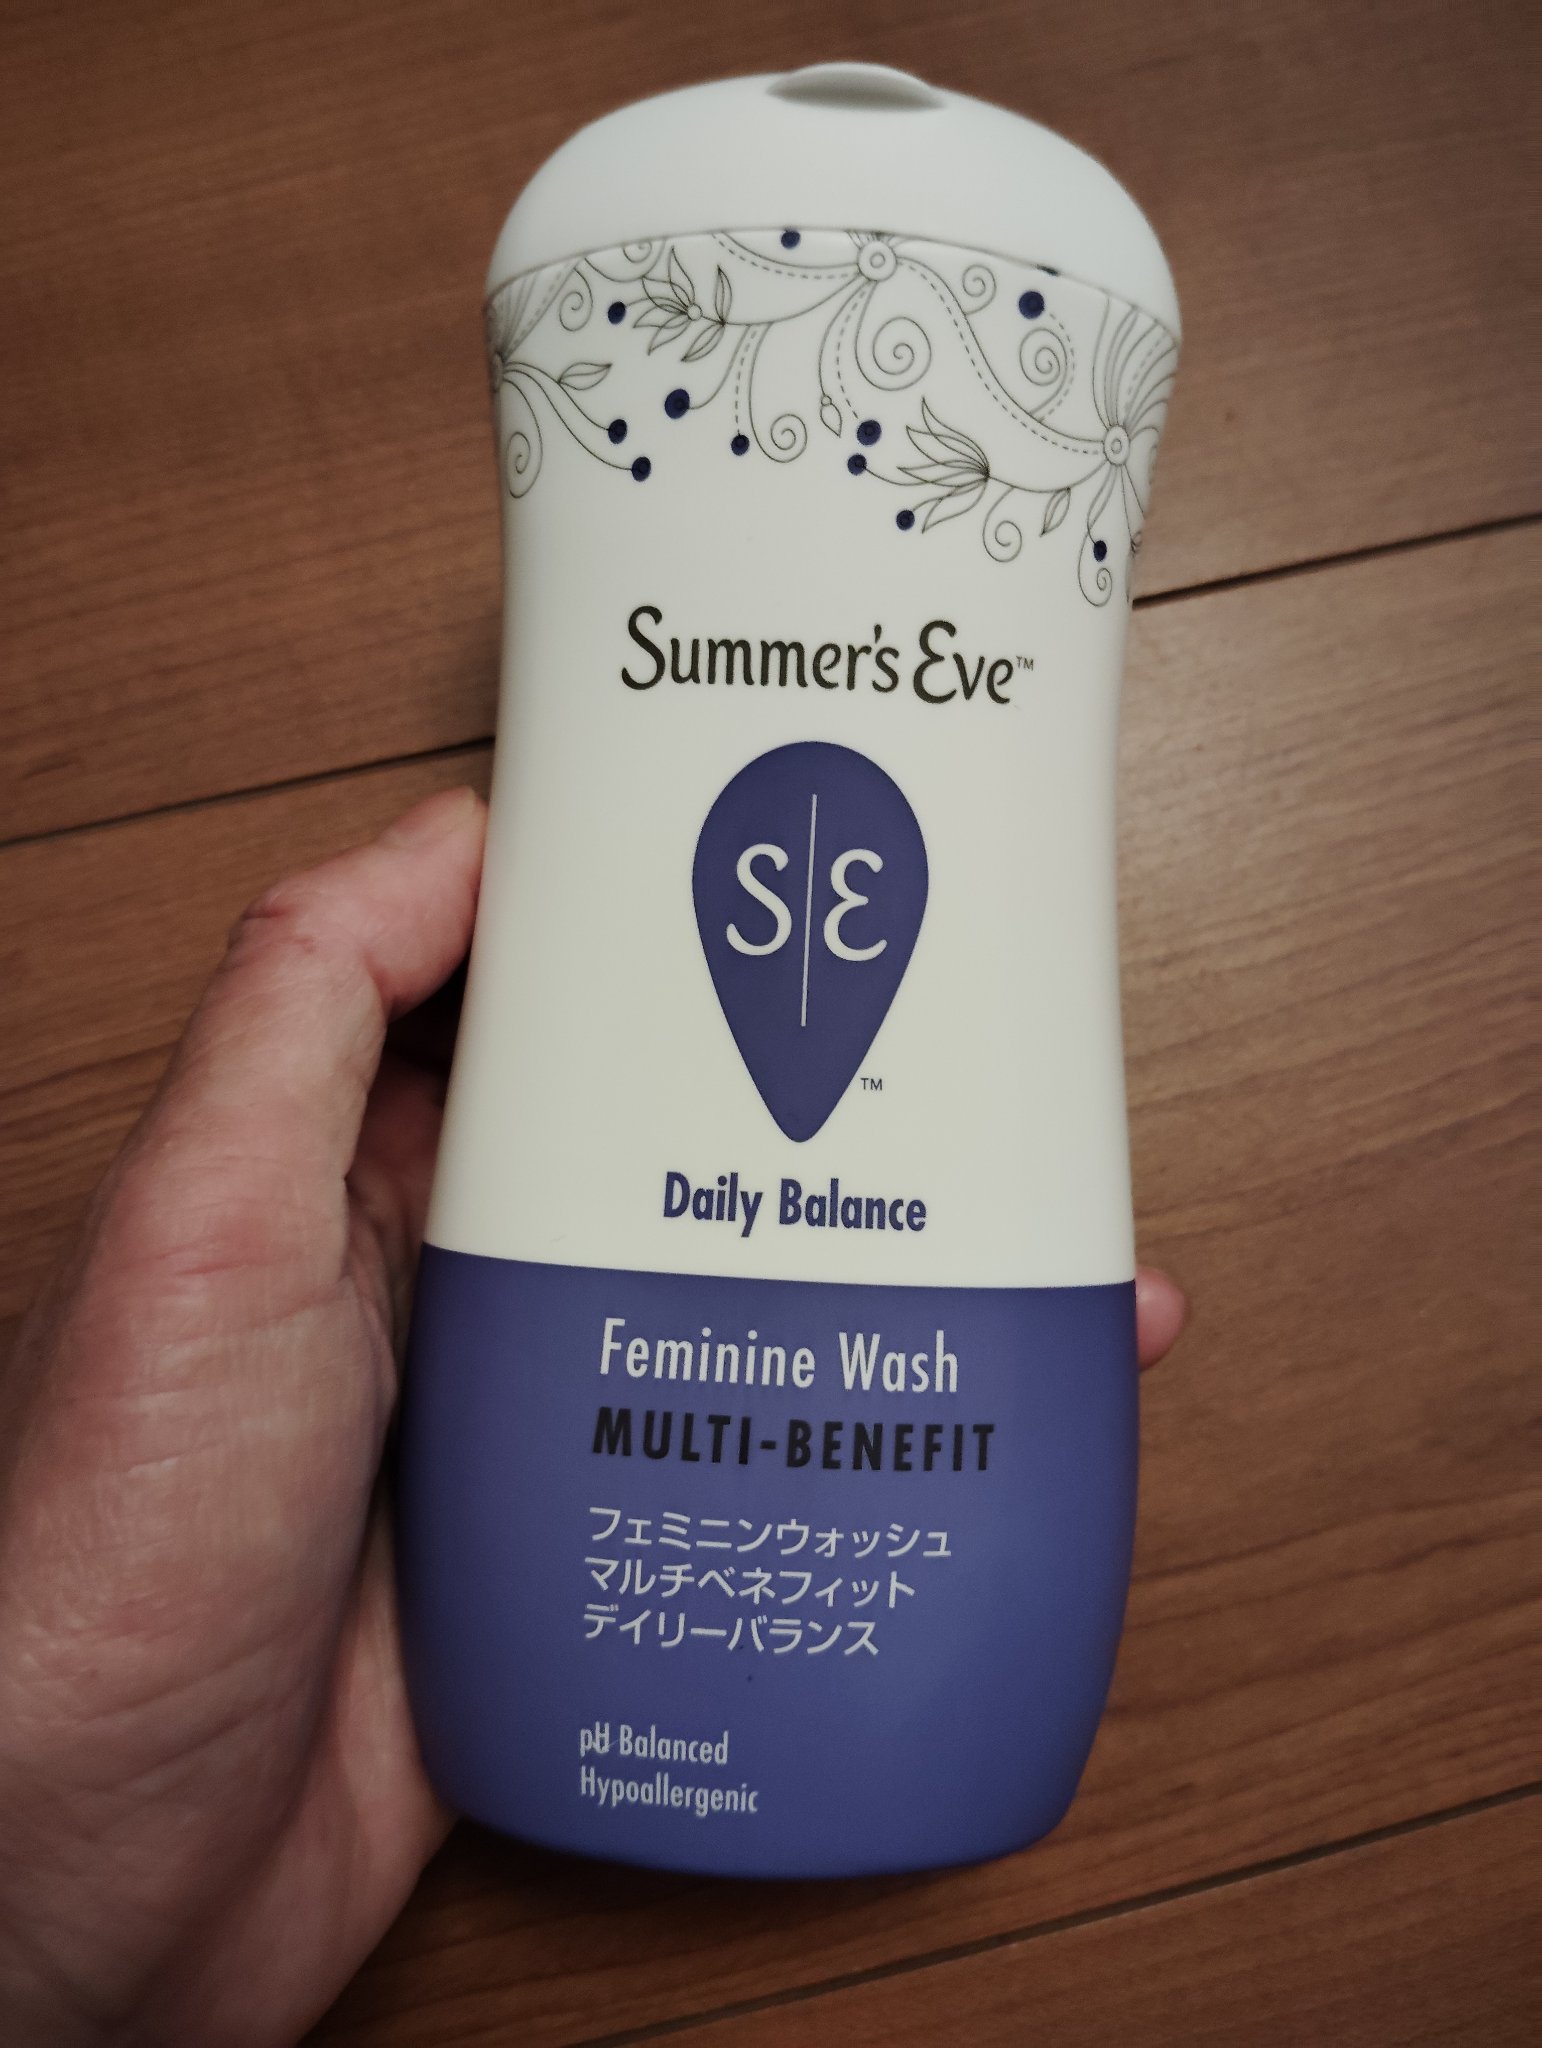 Summer's Eve™
S|E
™
Daily Balance
Feminine Wash
MULTI-BENEFIT
フェミニンウォッシュ
マルチベネフィット
デイリーバランス
pH Balanced
Hypoallergenic